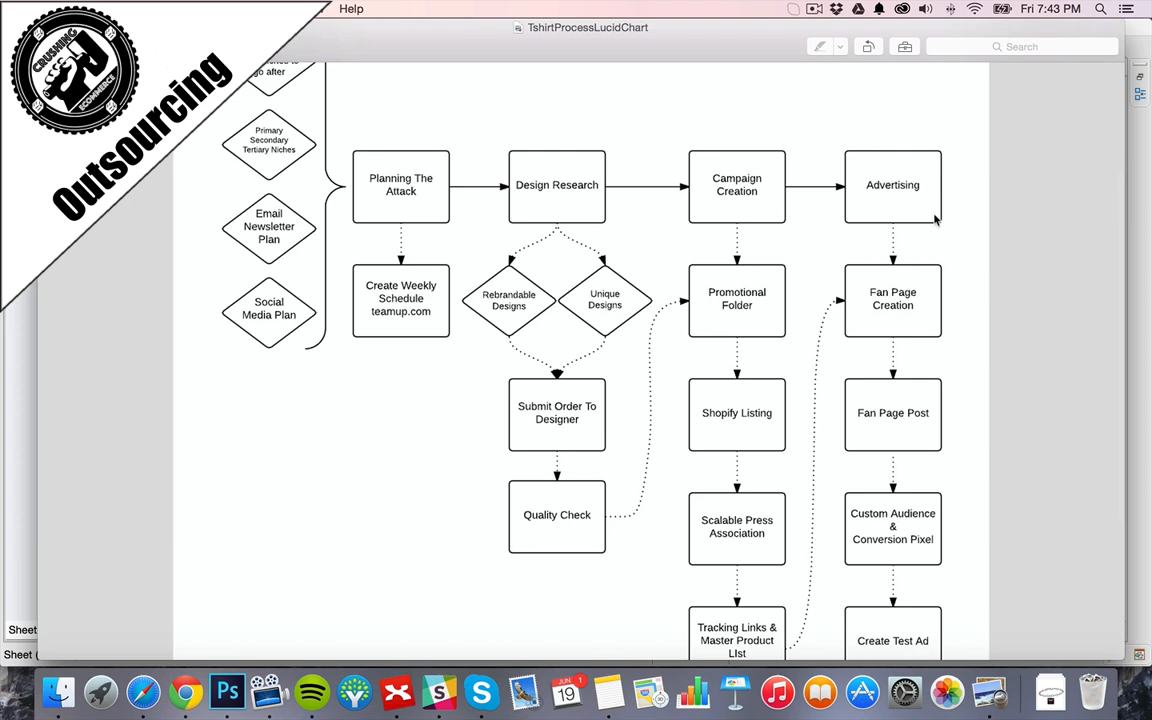 Help
Fri 7:43 PM
TshirtProcessLucidChart
Search
CRUSHING
ECOMMERCE
Outsourcing
go after
Primary
Secondary
Tertiary Niches
Email
Newsletter
Plan
Social
Media Plan
Planning The
Attack
Create Weekly
Schedule
teamup.com
Design Research
Rebrandable
Designs
Unique
Designs
Submit Order To
Designer
Quality Check
Campaign
Creation
Promotional
Folder
Shopify Listing
Scalable Press
Association
Tracking Links &
Master Product
LIst
Advertising
Fan Page
Creation
Fan Page Post
Custom Audience
&
Conversion Pixel
Create Test Ad
Sheet
Sheet (
Ps
JUN
19
1